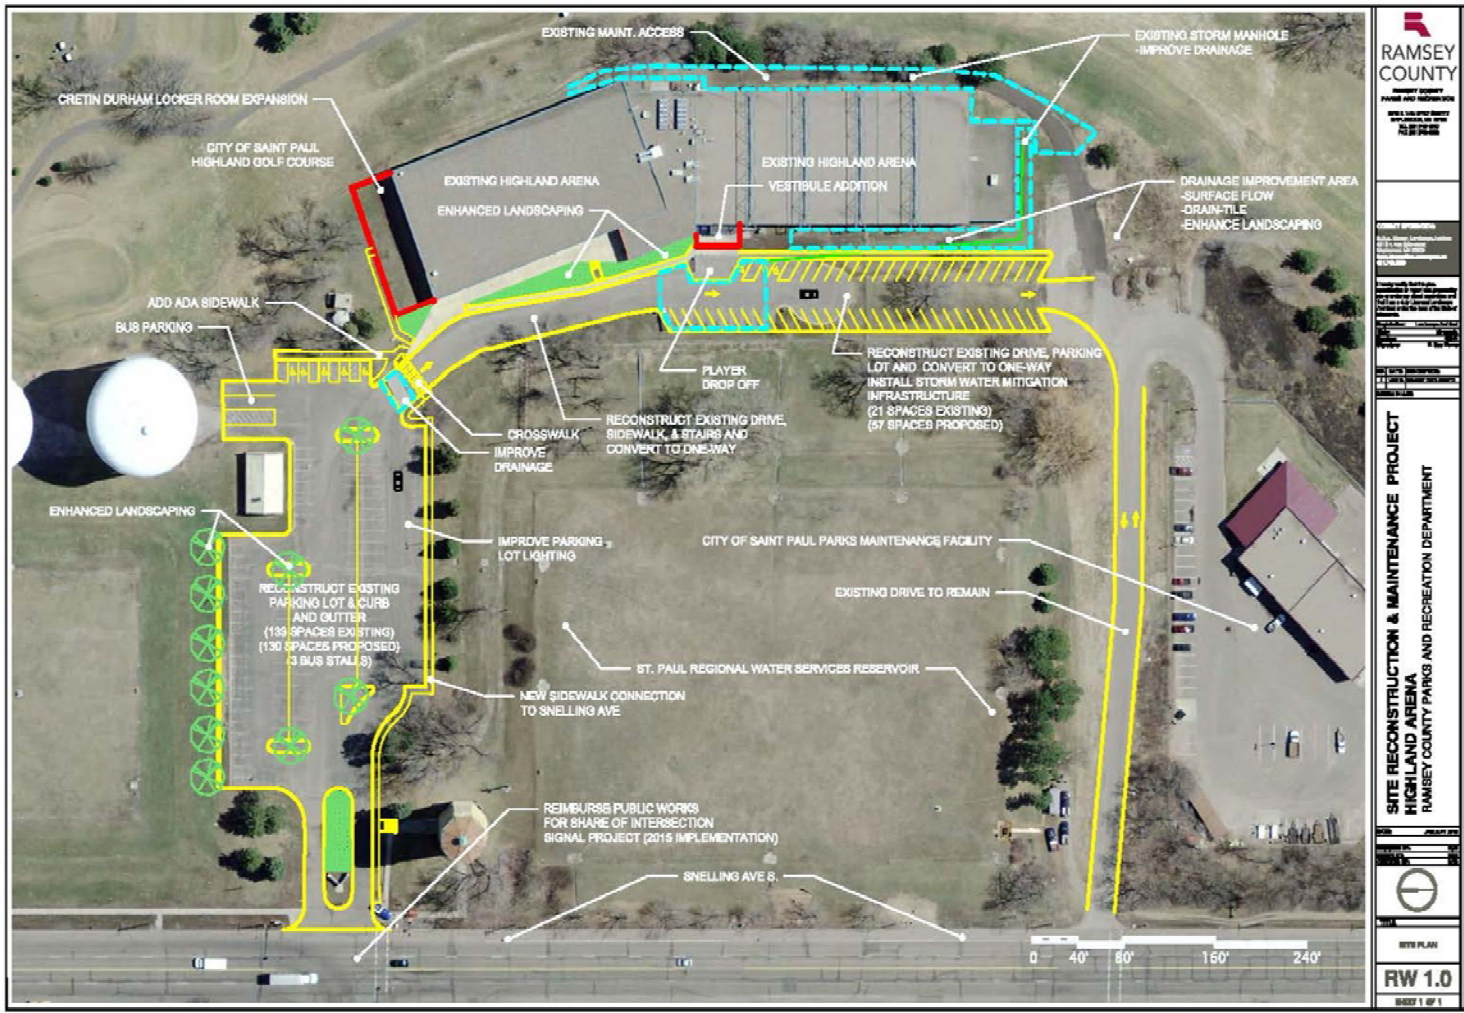 EXISTING MAINT. ACCESS
EXISTING STORM MANHOLE
-IMPROVE DRAINAGE
CRETIN DURHAM LOCKER ROOM EXPANSION
CITY OF SAINT PAUL
HIGHLAND GOLF COURSE
EXISTING HIGHLAND ARENA
EXISTING HIGHLAND ARENA
VESTIBULE ADDITION
ENHANCED LANDSCAPING
DRAINAGE IMPROVEMENT AREA
-SURFACE FLOW
-DRAIN-TILE
-ENHANCE LANDSCAPING
ADD ADA SIDEWALK
BUS PARKING
PLAYER
DROP OFF
RECONSTRUCT EXISTING DRIVE, PARKING
LOT AND CONVERT TO ONE-WAY
INSTALL STORM WATER MITIGATION
INFRASTRUCTURE
(21 SPACES EXISTING)
(57 SPACES PROPOSED)
RECONSTRUCT EXISTING DRIVE,
SIDEWALK, & STAIRS AND
CONVERT TO ONE-WAY
CROSSWALK
IMPROVE
DRAINAGE
ENHANCED LANDSCAPING
IMPROVE PARKING
LOT LIGHTING
CITY OF SAINT PAUL PARKS MAINTENANCE FACILITY
EXISTING DRIVE TO REMAIN
RECONSTRUCT EXISTING
PARKING LOT & CURB
AND GUTTER
(133 SPACES EXISTING)
(130 SPACES PROPOSED)
(3 BUS STALLS)
ST. PAUL REGIONAL WATER SERVICES RESERVOIR
NEW SIDEWALK CONNECTION
TO SNELLING AVE
REIMBURSE PUBLIC WORKS
FOR SHARE OF INTERSECTION
SIGNAL PROJECT (2015 IMPLEMENTATION)
SNELLING AVE S.
0 40' 80' 160' 240'
RAMSEY
COUNTY
SITE RECONSTRUCTION & MAINTENANCE PROJECT
HIGHLAND ARENA
RAMSEY COUNTY PARKS AND RECREATION DEPARTMENT
SITE PLAN
RW 1.0
SHEET 1 OF 1